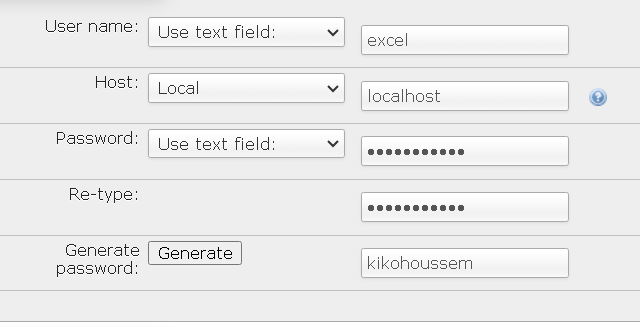 User name: Use text field: excel
Host: Local localhost
Password: Use text field: •••••••••••
Re-type: •••••••••••
Generate Generate kikohoussem
password: